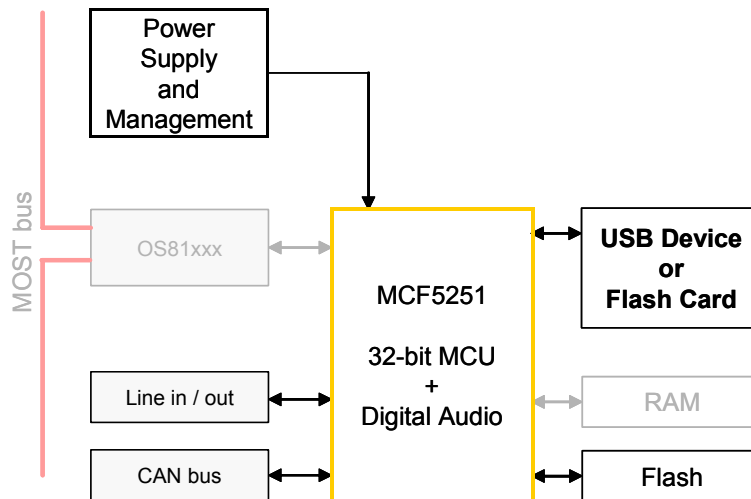 Power
Supply
and
Management
MOST bus
OS81xxx
MCF5251
32-bit MCU
+
Digital Audio
USB Device
or
Flash Card
Line in / out
RAM
CAN bus
Flash